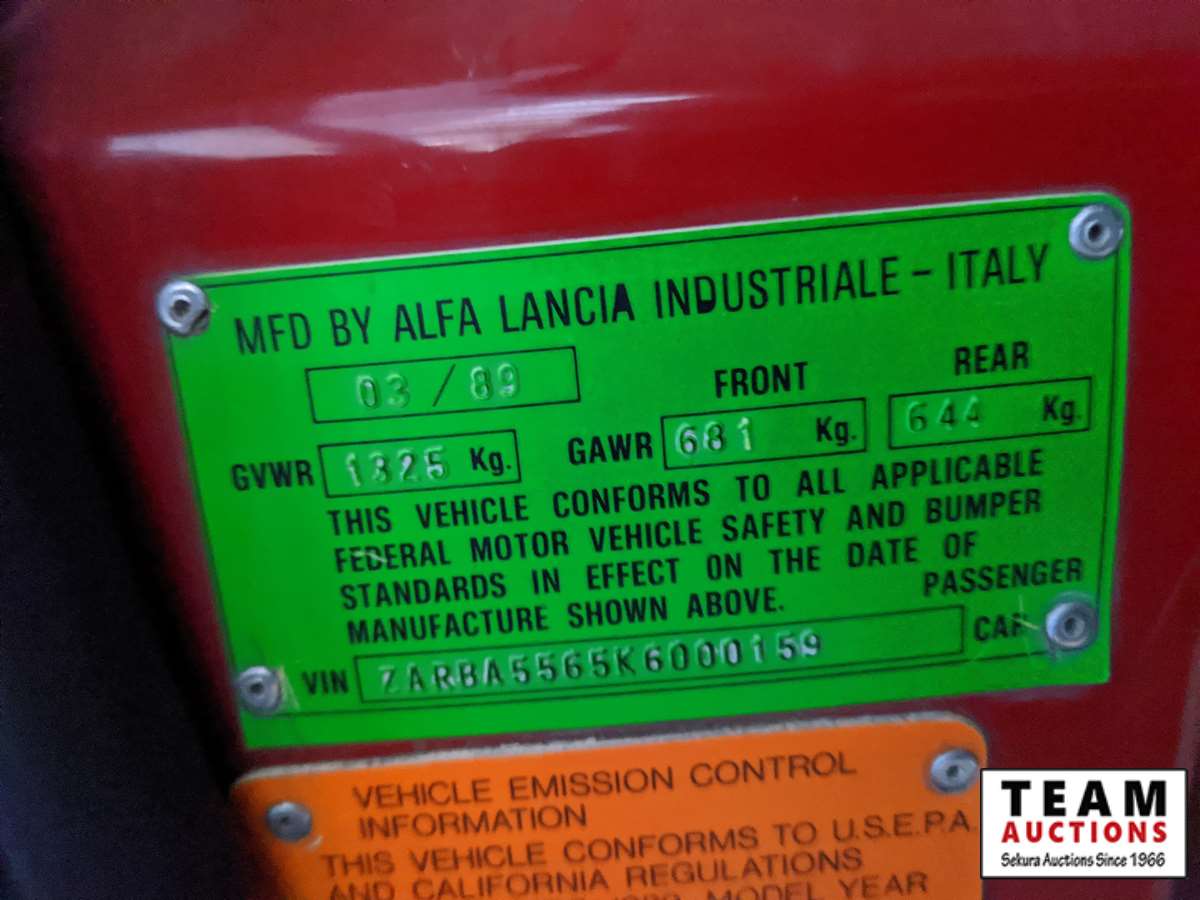 MFD BY ALFA LANCIA INDUSTRIALE - ITALY
03 / 89
FRONT
REAR
GVWR 1325 Kg.
GAWR 681 Kg. 644 Kg.
THIS VEHICLE CONFORMS TO ALL APPLICABLE
FEDERAL MOTOR VEHICLE SAFETY AND BUMPER
STANDARDS IN EFFECT ON THE DATE OF
MANUFACTURE SHOWN ABOVE.
PASSENGER
CAR
VIN ZARBA5565K6000159
VEHICLE EMISSION CONTROL
INFORMATION
THIS VEHICLE CONFORMS TO U.S.E.P.A.
AND CALIFORNIA REGULATIONS
MODEL YEAR
TEAM
AUCTIONS
Sekura Auctions Since 1966